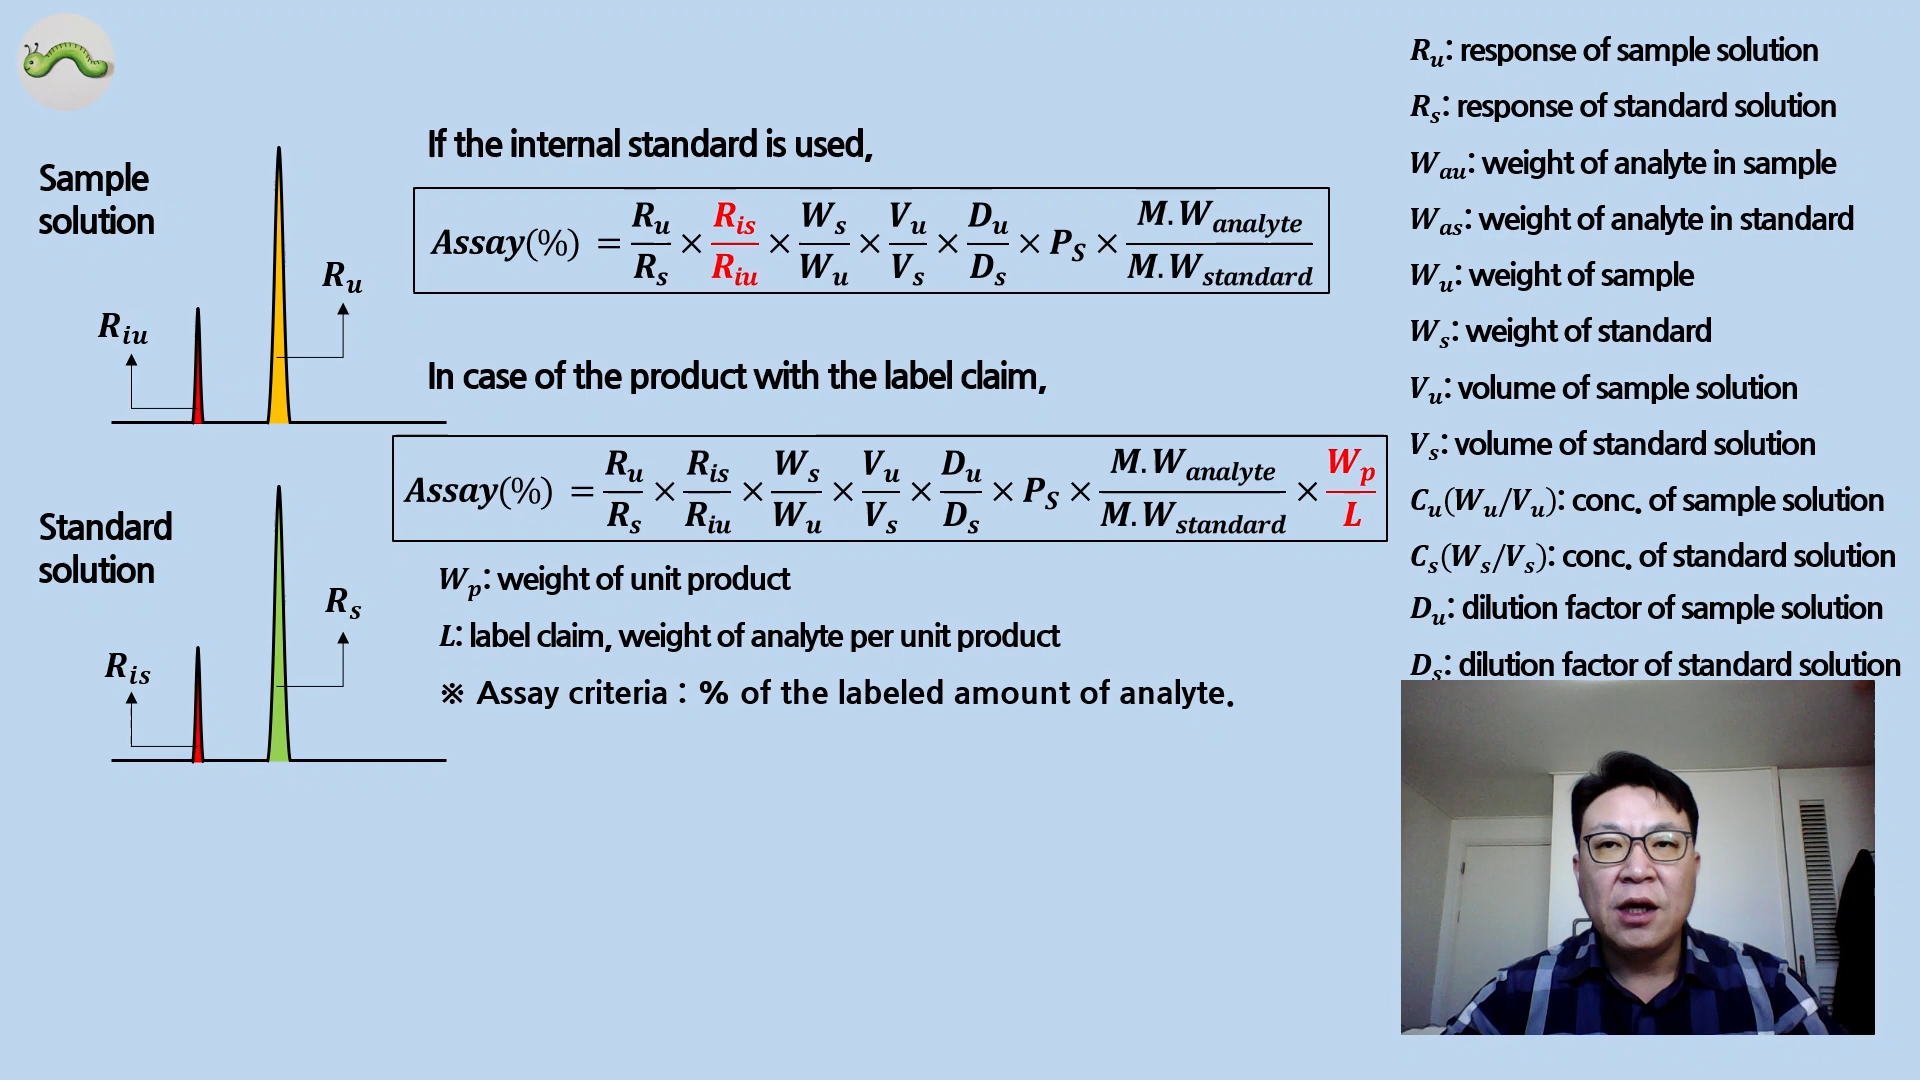 Sample
solution
R_iu
R_u
Standard
solution
R_is
R_s
If the internal standard is used,
Assay(%) = R_u/R_s × R_is/R_iu × W_s/W_u × V_u/V_s × D_u/D_s × P_S × M.W_analyte/M.W_standard
In case of the product with the label claim,
Assay(%) = R_u/R_s × R_is/R_iu × W_s/W_u × V_u/V_s × D_u/D_s × P_S × M.W_analyte/M.W_standard × W_p/L
W_p: weight of unit product
L: label claim, weight of analyte per unit product
※ Assay criteria : % of the labeled amount of analyte.
R_u: response of sample solution
R_s: response of standard solution
W_au: weight of analyte in sample
W_as: weight of analyte in standard
W_u: weight of sample
W_s: weight of standard
V_u: volume of sample solution
V_s: volume of standard solution
C_u(W_u/V_u): conc. of sample solution
C_s(W_s/V_s): conc. of standard solution
D_u: dilution factor of sample solution
D_s: dilution factor of standard solution